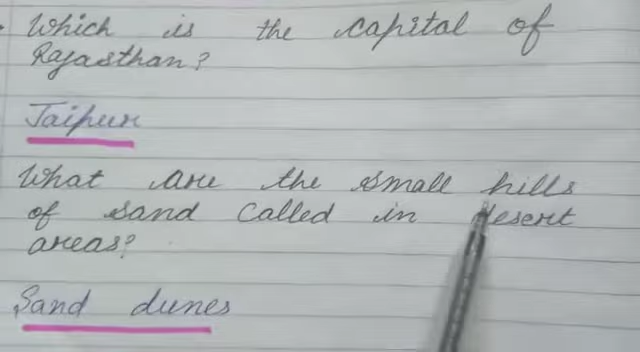 Which is the capital of
Rajasthan?
Jaipur
What are the small hills
of sand called in desert
areas?
Sand dunes